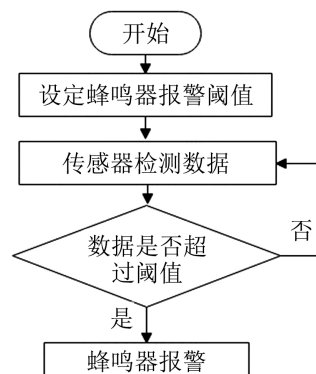 开始
设定蜂鸣器报警阈值
传感器检测数据
数据是否超
过阈值
否
是
蜂鸣器报警